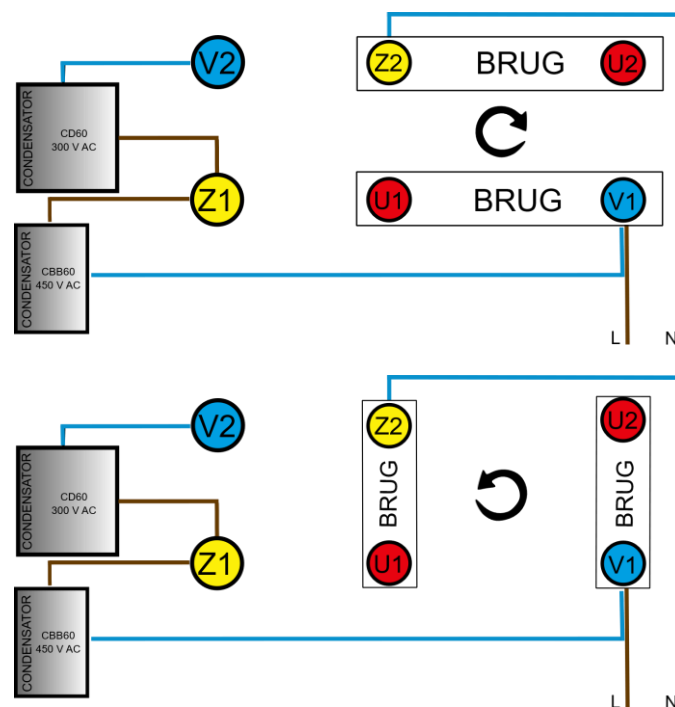 V2
Z2 BRUG U2
CONDENSATOR
CD60
300 V AC
Z1
U1 BRUG V1
CONDENSATOR
CBB60
450 V AC
L N
V2
Z2
U2
CONDENSATOR
CD60
300 V AC
BRUG
BRUG
Z1
U1
V1
CONDENSATOR
CBB60
450 V AC
L N